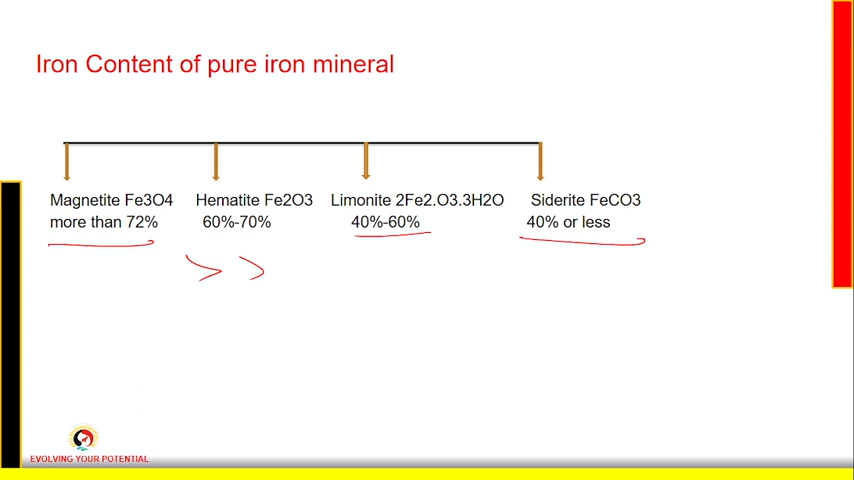 Iron Content of pure iron mineral
Magnetite Fe3O4
more than 72%
Hematite Fe2O3
60%-70%
Limonite 2Fe2.O3.3H2O
40%-60%
Siderite FeCO3
40% or less
> >
EVOLVING YOUR POTENTIAL